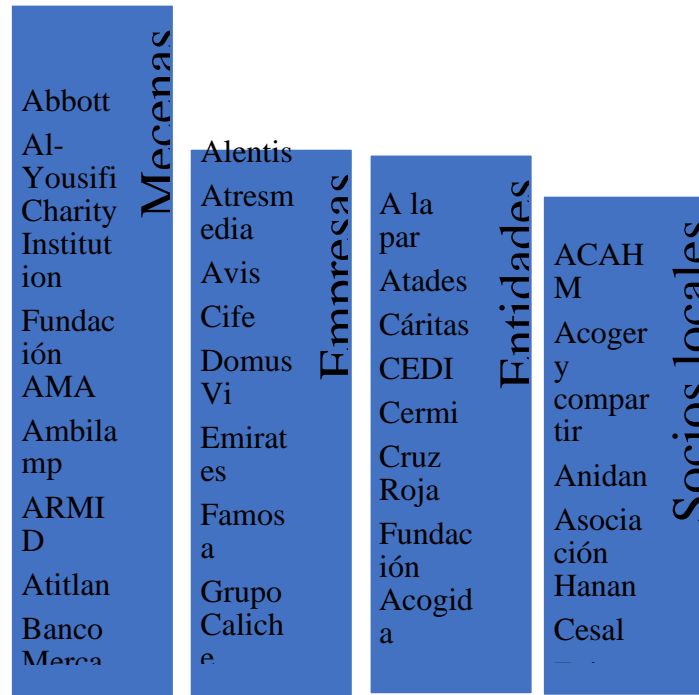 Mecenas
Abbott
Al-
Yousifi
Charity
Institut
ion
Fundac
ión
AMA
Ambila
mp
ARMI
D
Atitlan
Banco
Merca
Empresas
Alentis
Atresm
edia
Avis
Cife
Domus
Vi
Emirat
es
Famos
a
Grupo
Calich
e
Entidades
A la
par
Atades
Cáritas
CEDI
Cermi
Cruz
Roja
Fundac
ión
Acogid
a
Socios locales
ACAH
M
Acoger
y
compar
tir
Anidan
Asocia
ción
Hanan
Cesal